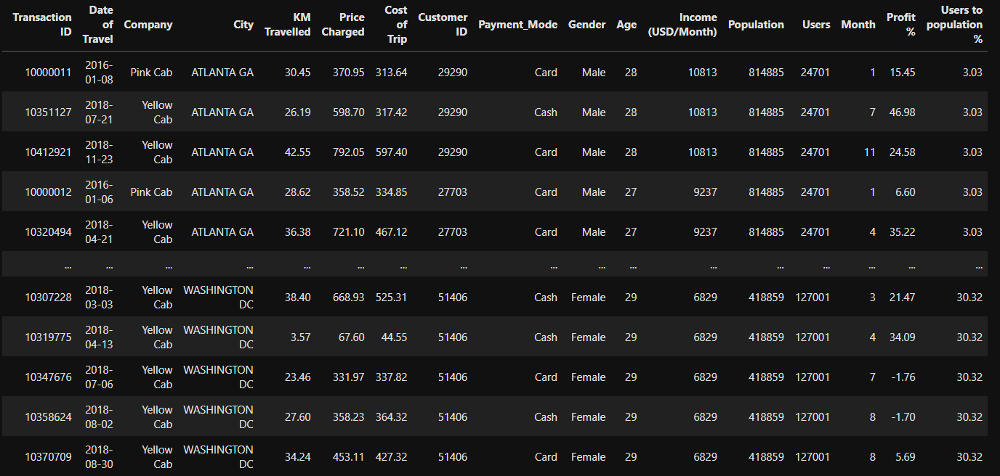 Transaction ID Date of Travel Company City KM Travelled Price Charged Cost of Trip Customer ID Payment_Mode Gender Age Income (USD/Month) Population Users Month Profit % Users to population %
10000011 2016-01-08 Pink Cab ATLANTA GA 30.45 370.95 313.64 29290 Card Male 28 10813 814885 24701 1 15.45 3.03
10351127 2018-07-21 Yellow Cab ATLANTA GA 26.19 598.70 317.42 29290 Cash Male 28 10813 814885 24701 7 46.98 3.03
10412921 2018-11-23 Yellow Cab ATLANTA GA 42.55 792.05 597.40 29290 Card Male 28 10813 814885 24701 11 24.58 3.03
10000012 2016-01-06 Pink Cab ATLANTA GA 28.62 358.52 334.85 27703 Card Male 27 9237 814885 24701 1 6.60 3.03
10320494 2018-04-21 Yellow Cab ATLANTA GA 36.38 721.10 467.12 27703 Card Male 27 9237 814885 24701 4 35.22 3.03
... ... ... ... ... ... ... ... ... ... ... ... ... ... ... ... ...
10307228 2018-03-03 Yellow Cab WASHINGTON DC 38.40 668.93 525.31 51406 Cash Female 29 6829 418859 127001 3 21.47 30.32
10319775 2018-04-13 Yellow Cab WASHINGTON DC 3.57 67.60 44.55 51406 Cash Female 29 6829 418859 127001 4 34.09 30.32
10347676 2018-07-06 Yellow Cab WASHINGTON DC 23.46 331.97 337.82 51406 Card Female 29 6829 418859 127001 7 -1.76 30.32
10358624 2018-08-02 Yellow Cab WASHINGTON DC 27.60 358.23 364.32 51406 Cash Female 29 6829 418859 127001 8 -1.70 30.32
10370709 2018-08-30 Yellow Cab WASHINGTON DC 34.24 453.11 427.32 51406 Card Female 29 6829 418859 127001 8 5.69 30.32